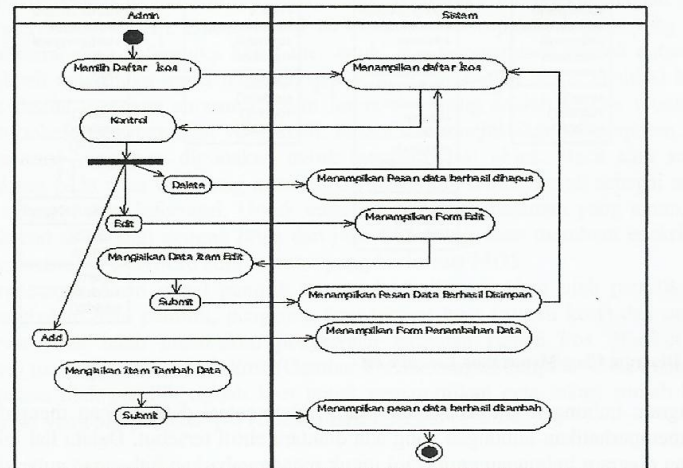 Admin
Sistem
Memilih Daftar Isos
Menampilkan daftar Isos
Kontrol
Delete
Menampilkan Pesan data berhasil dihapus
Edit
Menampilkan Form Edit
Mengisikan Data Item Edit
Submit
Menampilkan Pesan Data Berhasil Disimpan
Add
Menampilkan Form Penambahan Data
Mengisikan Item Tambah Data
Submit
Menampilkan pesan data berhasil ditambah